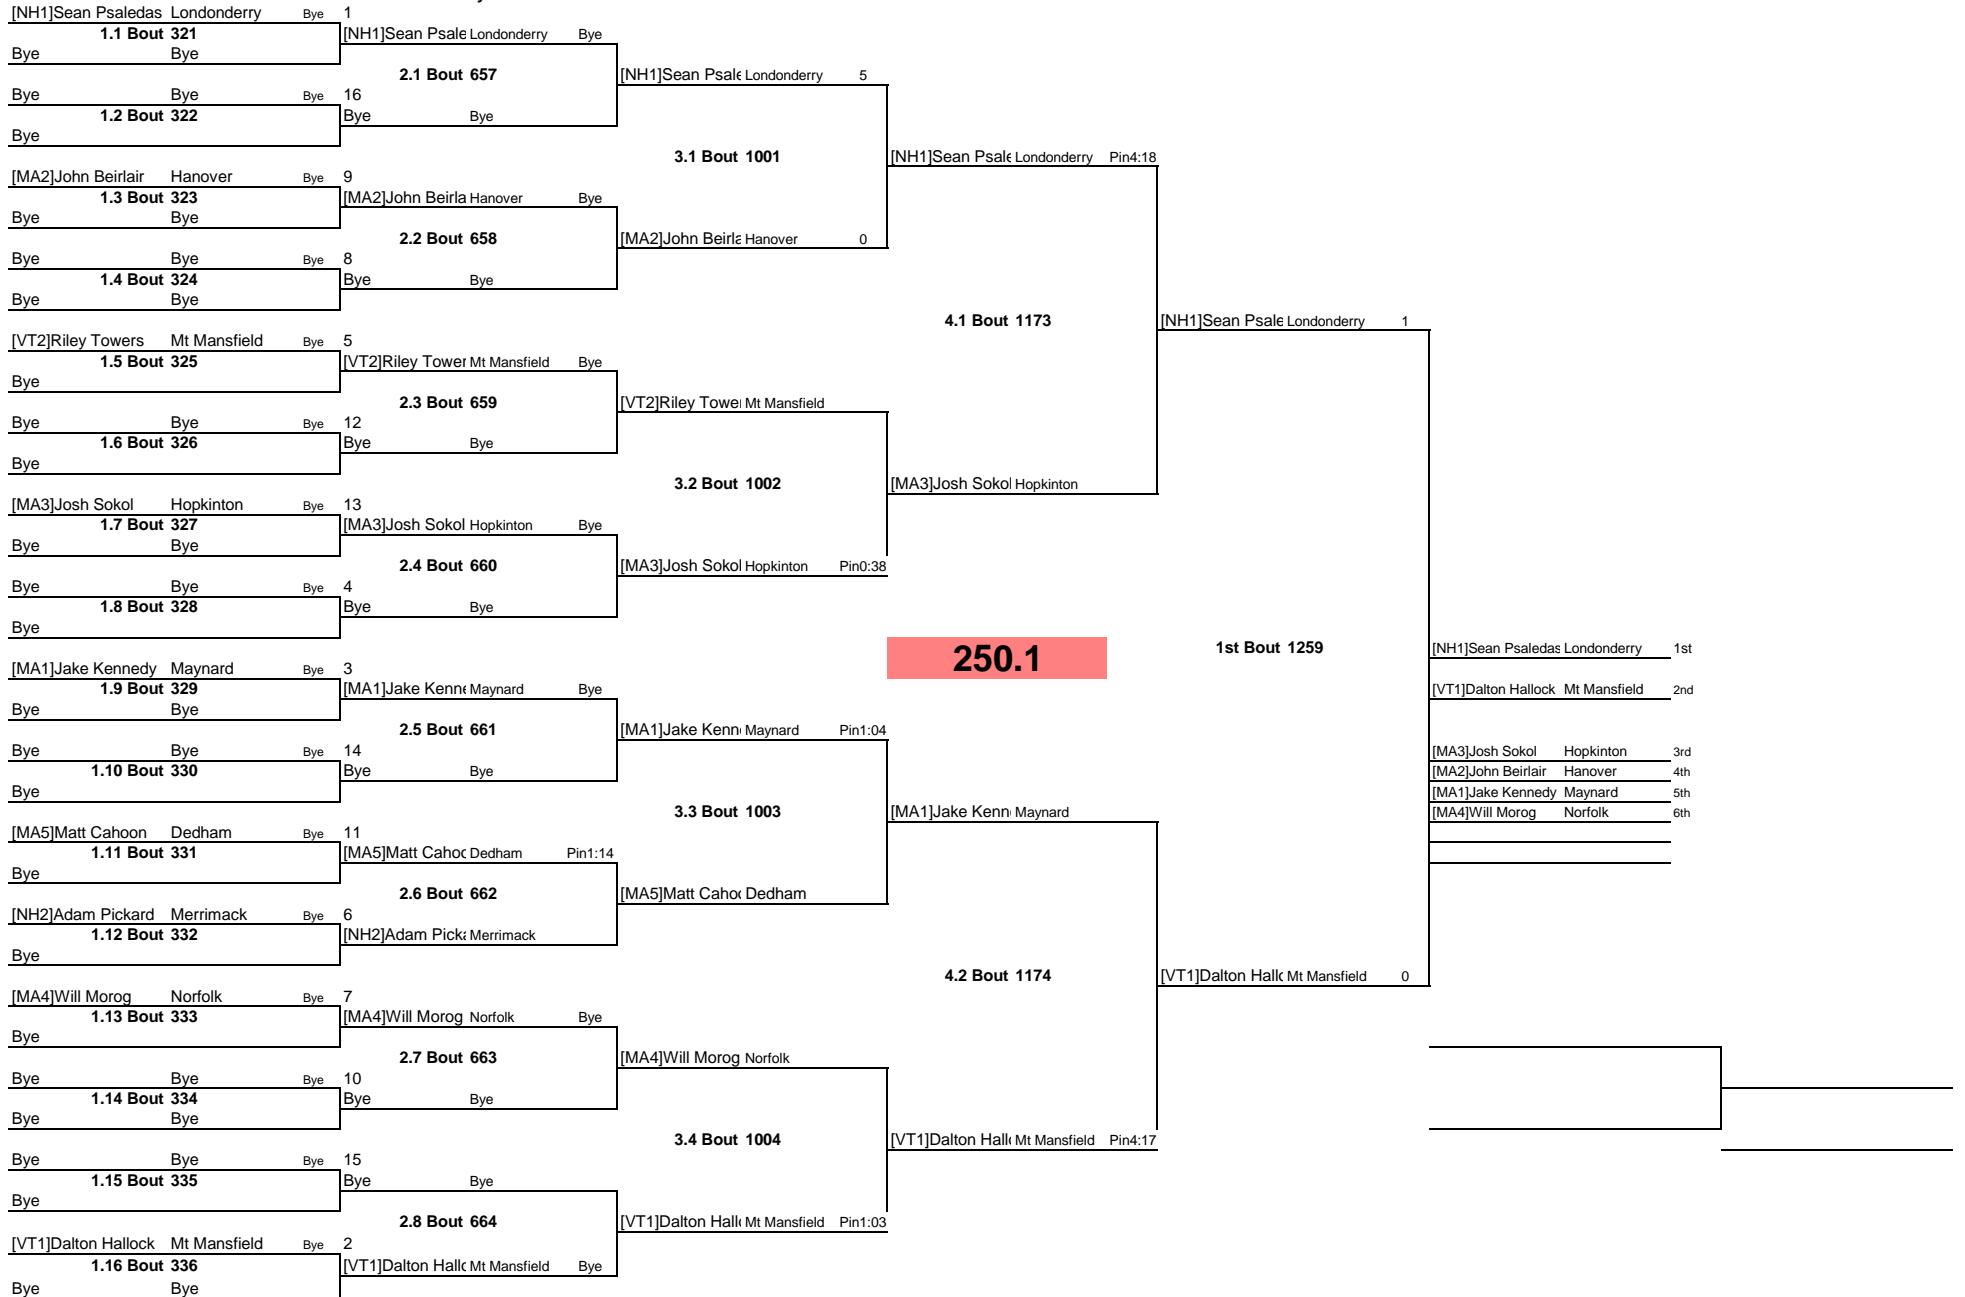 [NH1]Sean Psaledas Londonderry Bye 1
1.1 Bout 321
Bye Bye
Bye Bye Bye 16
1.2 Bout 322
Bye
[MA2]John Beirlair Hanover Bye 9
1.3 Bout 323
Bye Bye
Bye Bye Bye 8
1.4 Bout 324
Bye Bye
[VT2]Riley Towers Mt Mansfield Bye 5
1.5 Bout 325
Bye
Bye Bye Bye 12
1.6 Bout 326
Bye
[MA3]Josh Sokol Hopkinton Bye 13
1.7 Bout 327
Bye Bye
Bye Bye Bye 4
1.8 Bout 328
Bye
[MA1]Jake Kennedy Maynard Bye 3
1.9 Bout 329
Bye Bye
Bye Bye Bye 14
1.10 Bout 330
Bye
[MA5]Matt Cahoon Dedham Bye 11
1.11 Bout 331
Bye
[NH2]Adam Pickard Merrimack Bye 6
1.12 Bout 332
Bye
[MA4]Will Morog Norfolk Bye 7
1.13 Bout 333
Bye
Bye Bye Bye 10
1.14 Bout 334
Bye Bye
Bye Bye Bye 15
1.15 Bout 335
Bye
[VT1]Dalton Hallock Mt Mansfield Bye 2
1.16 Bout 336
Bye Bye
[NH1]Sean Psale Londonderry Bye
2.1 Bout 657
Bye Bye
[MA2]John Beirla Hanover Bye
2.2 Bout 658
Bye Bye
[VT2]Riley Tower Mt Mansfield Bye
2.3 Bout 659
Bye Bye
[MA3]Josh Sokol Hopkinton Bye
2.4 Bout 660
Bye Bye
[MA1]Jake Kenne Maynard Bye
2.5 Bout 661
Bye Bye
[MA5]Matt Cahoo Dedham Pin1:14
2.6 Bout 662
[NH2]Adam Picka Merrimack
[MA4]Will Morog Norfolk Bye
2.7 Bout 663
Bye Bye
Bye Bye
2.8 Bout 664
[VT1]Dalton Hallo Mt Mansfield Bye
[NH1]Sean Psale Londonderry 5
3.1 Bout 1001
[MA2]John Beirla Hanover 0
[VT2]Riley Tower Mt Mansfield
3.2 Bout 1002
[MA3]Josh Sokol Hopkinton Pin0:38
[MA1]Jake Kenn Maynard Pin1:04
3.3 Bout 1003
[MA5]Matt Cahoo Dedham
[MA4]Will Morog Norfolk
3.4 Bout 1004
[VT1]Dalton Hallo Mt Mansfield Pin1:03
[NH1]Sean Psale Londonderry Pin4:18
4.1 Bout 1173
[MA3]Josh Sokol Hopkinton
250.1
[MA1]Jake Kenn Maynard
4.2 Bout 1174
[VT1]Dalton Hallo Mt Mansfield Pin4:17
[NH1]Sean Psale Londonderry 1
1st Bout 1259
[VT1]Dalton Hallo Mt Mansfield 0
[NH1]Sean Psaledas Londonderry 1st
[VT1]Dalton Hallock Mt Mansfield 2nd
[MA3]Josh Sokol Hopkinton 3rd
[MA2]John Beirlair Hanover 4th
[MA1]Jake Kennedy Maynard 5th
[MA4]Will Morog Norfolk 6th